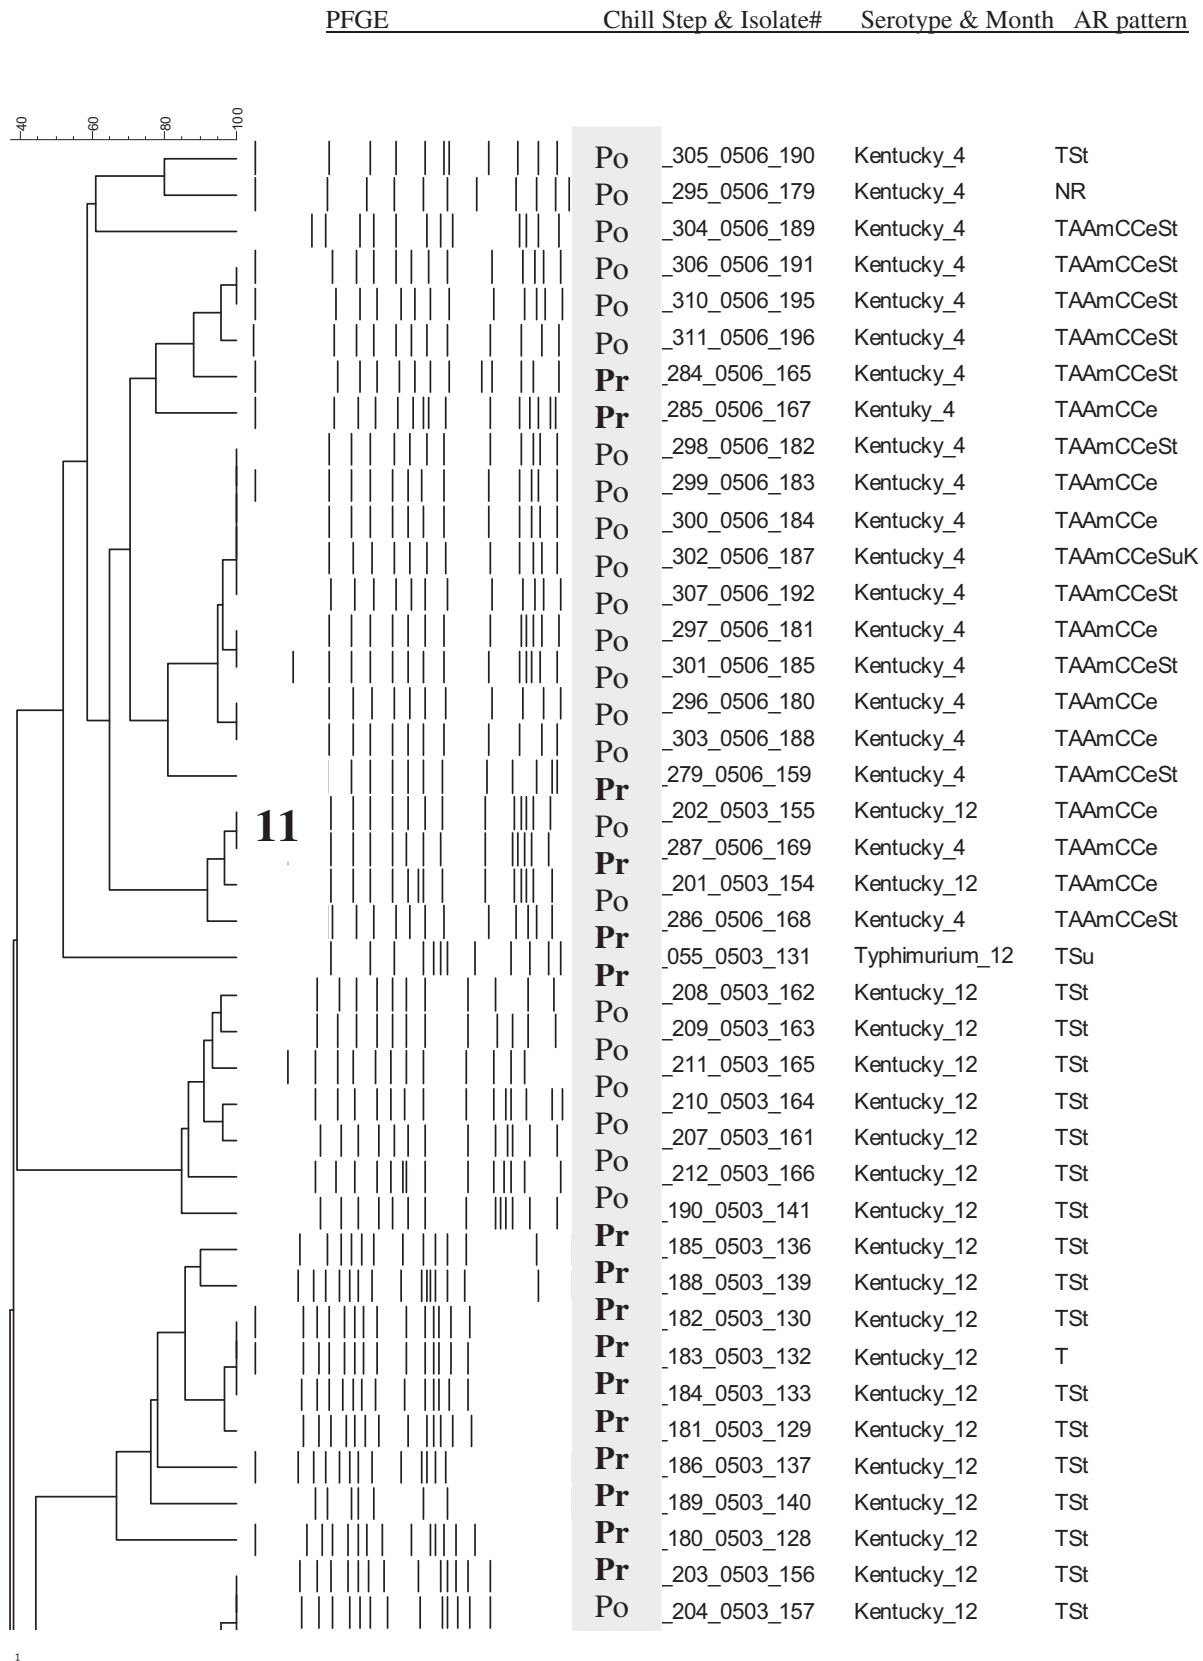 PFGE Chill Step & Isolate# Serotype & Month AR pattern
40 60 80 100
Po _305_0506_190 Kentucky_4 TSt
Po _295_0506_179 Kentucky_4 NR
Po _304_0506_189 Kentucky_4 TAAmCCeSt
Po _306_0506_191 Kentucky_4 TAAmCCeSt
Po _310_0506_195 Kentucky_4 TAAmCCeSt
Po _311_0506_196 Kentucky_4 TAAmCCeSt
Pr _284_0506_165 Kentucky_4 TAAmCCeSt
Pr _285_0506_167 Kentuky_4 TAAmCCe
Po _298_0506_182 Kentucky_4 TAAmCCeSt
Po _299_0506_183 Kentucky_4 TAAmCCe
Po _300_0506_184 Kentucky_4 TAAmCCe
Po _302_0506_187 Kentucky_4 TAAmCCeSuK
Po _307_0506_192 Kentucky_4 TAAmCCeSt
Po _297_0506_181 Kentucky_4 TAAmCCe
Po _301_0506_185 Kentucky_4 TAAmCCeSt
Po _296_0506_180 Kentucky_4 TAAmCCe
Po _303_0506_188 Kentucky_4 TAAmCCe
Pr _279_0506_159 Kentucky_4 TAAmCCeSt
11 Po _202_0503_155 Kentucky_12 TAAmCCe
Pr _287_0506_169 Kentucky_4 TAAmCCe
Po _201_0503_154 Kentucky_12 TAAmCCe
Pr _286_0506_168 Kentucky_4 TAAmCCeSt
Pr _055_0503_131 Typhimurium_12 TSu
Po _208_0503_162 Kentucky_12 TSt
Po _209_0503_163 Kentucky_12 TSt
Po _211_0503_165 Kentucky_12 TSt
Po _210_0503_164 Kentucky_12 TSt
Po _207_0503_161 Kentucky_12 TSt
Po _212_0503_166 Kentucky_12 TSt
Pr _190_0503_141 Kentucky_12 TSt
Pr _185_0503_136 Kentucky_12 TSt
Pr _188_0503_139 Kentucky_12 TSt
Pr _182_0503_130 Kentucky_12 TSt
Pr _183_0503_132 Kentucky_12 T
Pr _184_0503_133 Kentucky_12 TSt
Pr _181_0503_129 Kentucky_12 TSt
Pr _186_0503_137 Kentucky_12 TSt
Pr _189_0503_140 Kentucky_12 TSt
Pr _180_0503_128 Kentucky_12 TSt
Po _203_0503_156 Kentucky_12 TSt
_204_0503_157 Kentucky_12 TSt
1